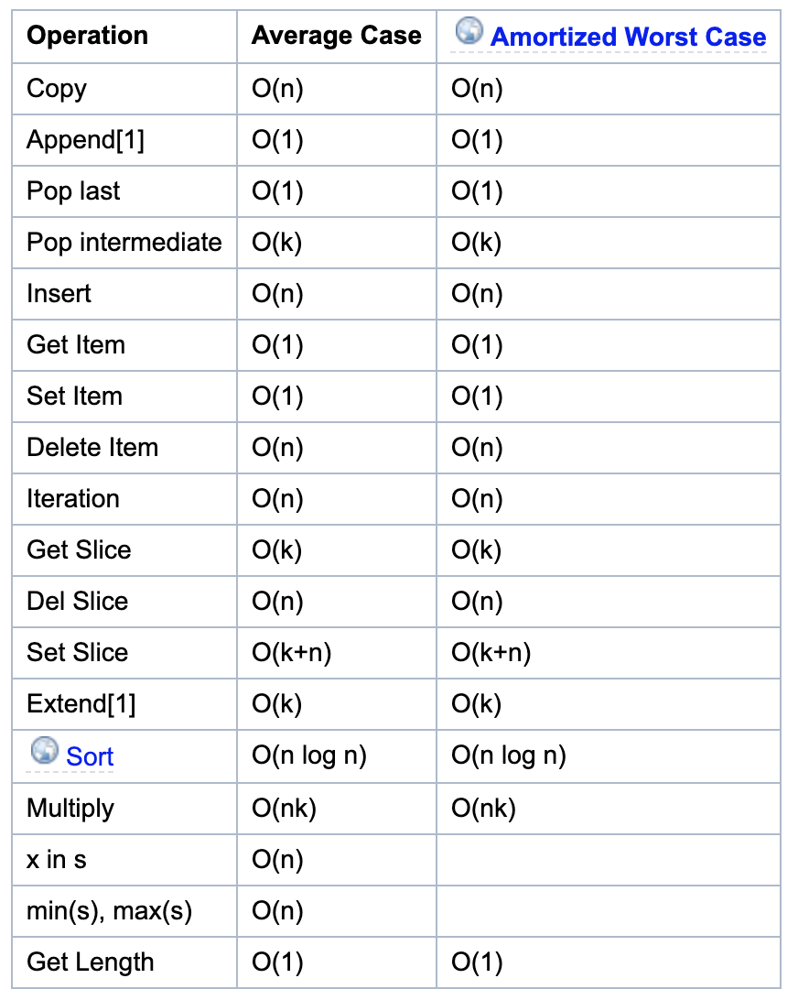 Operation Average Case Amortized Worst Case
Copy O(n) O(n)
Append[1] O(1) O(1)
Pop last O(1) O(1)
Pop intermediate O(k) O(k)
Insert O(n) O(n)
Get Item O(1) O(1)
Set Item O(1) O(1)
Delete Item O(n) O(n)
Iteration O(n) O(n)
Get Slice O(k) O(k)
Del Slice O(n) O(n)
Set Slice O(k+n) O(k+n)
Extend[1] O(k) O(k)
Sort O(n log n) O(n log n)
Multiply O(nk) O(nk)
x in s O(n)
min(s), max(s) O(n)
Get Length O(1) O(1)